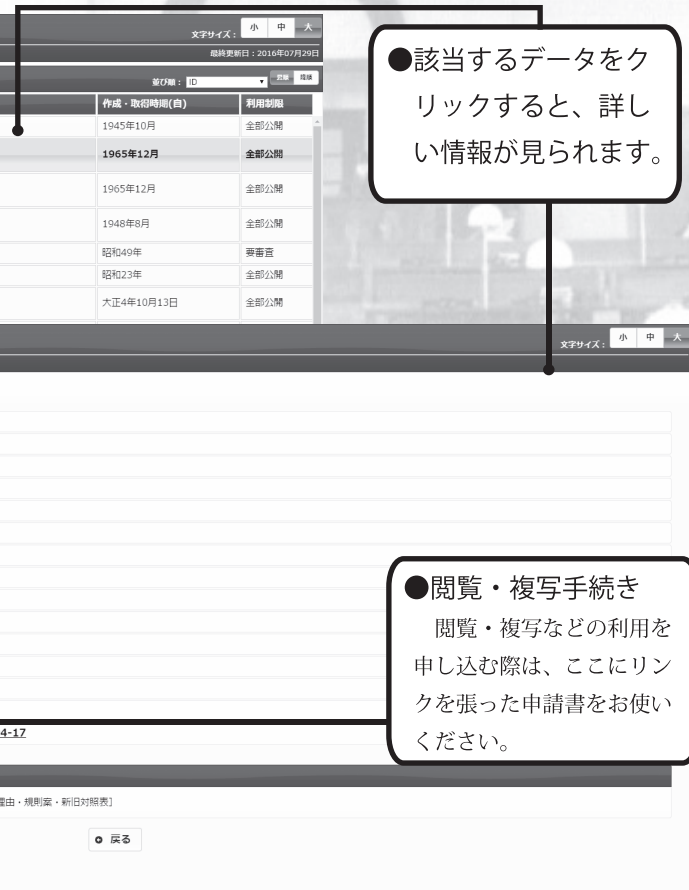 文字サイズ： 小 中 大
最終更新日：2016年07月29日
並び順： ID 昇順 降順
作成・取得時期(自) 利用制限
1945年10月 全部公開
1965年12月 全部公開
1965年12月 全部公開
1948年8月 全部公開
昭和49年 要審査
昭和23年 全部公開
大正4年10月13日 全部公開
●該当するデータをク
リックすると、詳し
い情報が見られます。
文字サイズ： 小 中 大
●閲覧・複写手続き
閲覧・複写などの利用を
申し込む際は、ここにリン
クを張った申請書をお使い
ください。
4-17
理由・規則案・新旧対照表］
戻る